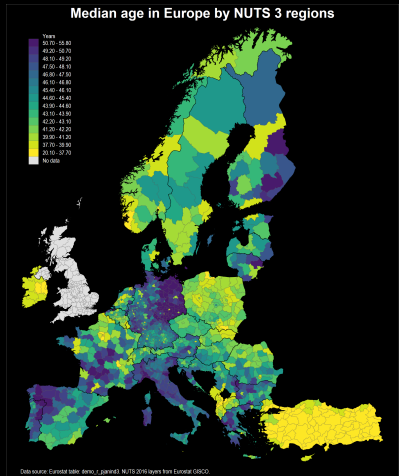 Median age in Europe by NUTS 3 regions
Years
50.70 - 55.80
49.20 - 50.70
48.10 - 49.20
47.50 - 48.10
46.80 - 47.50
46.10 - 46.80
45.40 - 46.10
44.60 - 45.40
43.90 - 44.60
43.10 - 43.90
42.20 - 43.10
41.20 - 42.20
39.90 - 41.20
37.70 - 39.90
20.10 - 37.70
No data
Data source: Eurostat table: demo_r_pjanind3. NUTS 2016 layers from Eurostat GISCO.